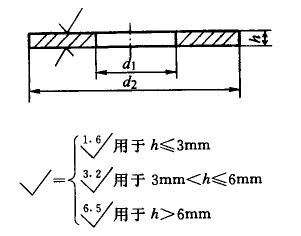 h
d₁
d₂
√ = { 1.6√ 用于 h≤3mm
3.2√ 用于 3mm<h≤6mm
6.5√ 用于 h>6mm